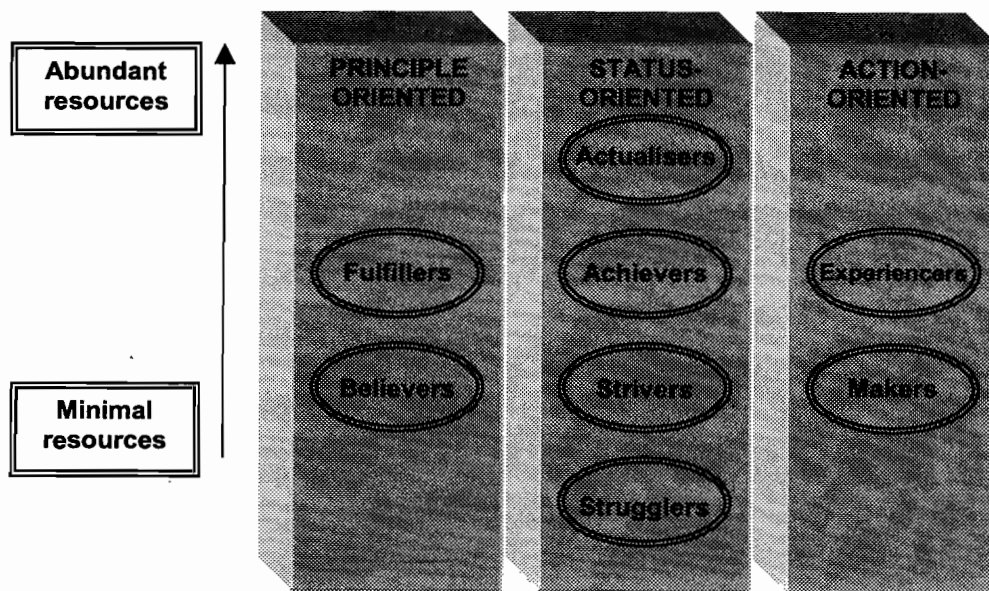 Abundant
resources
Minimal
resources
PRINCIPLE
ORIENTED
Fulfillers
Believers
STATUS-
ORIENTED
Actualisers
Achievers
Strivers
Strugglers
ACTION-
ORIENTED
Experiencers
Makers